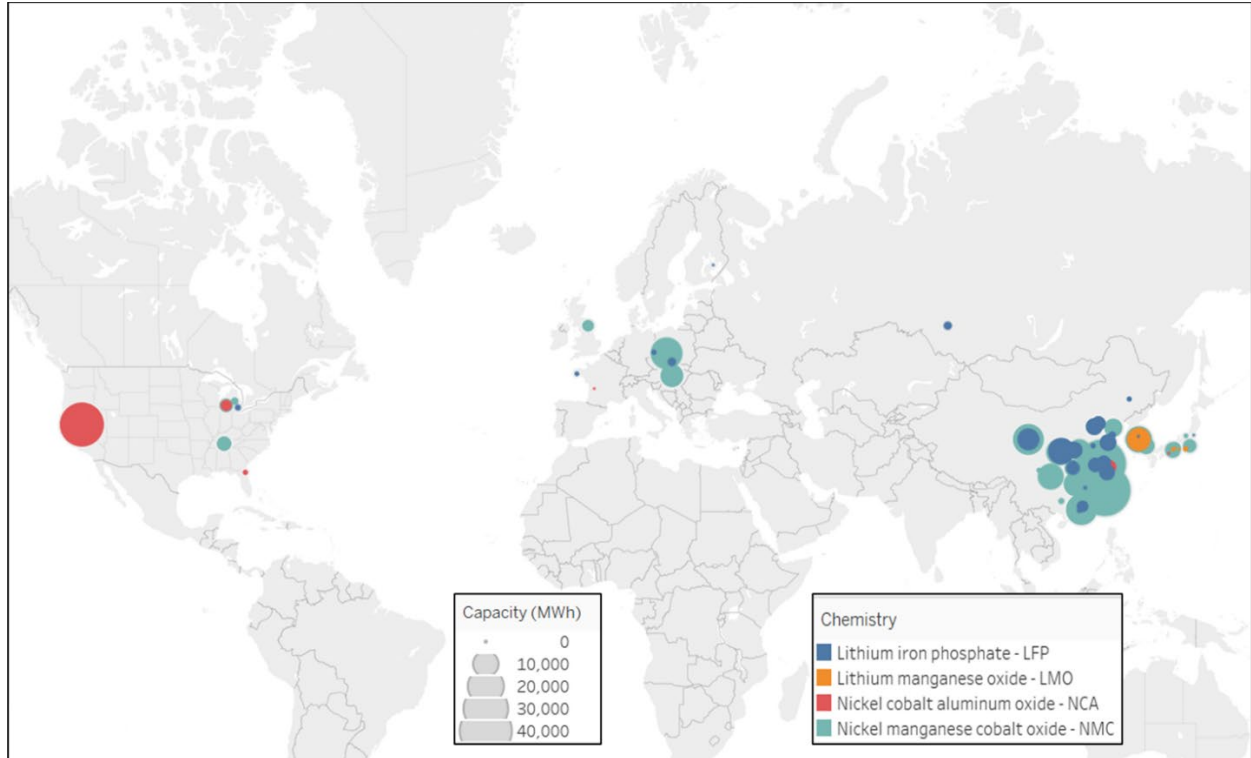 Capacity (MWh)
0
10,000
20,000
30,000
40,000
Chemistry
Lithium iron phosphate - LFP
Lithium manganese oxide - LMO
Nickel cobalt aluminum oxide - NCA
Nickel manganese cobalt oxide - NMC